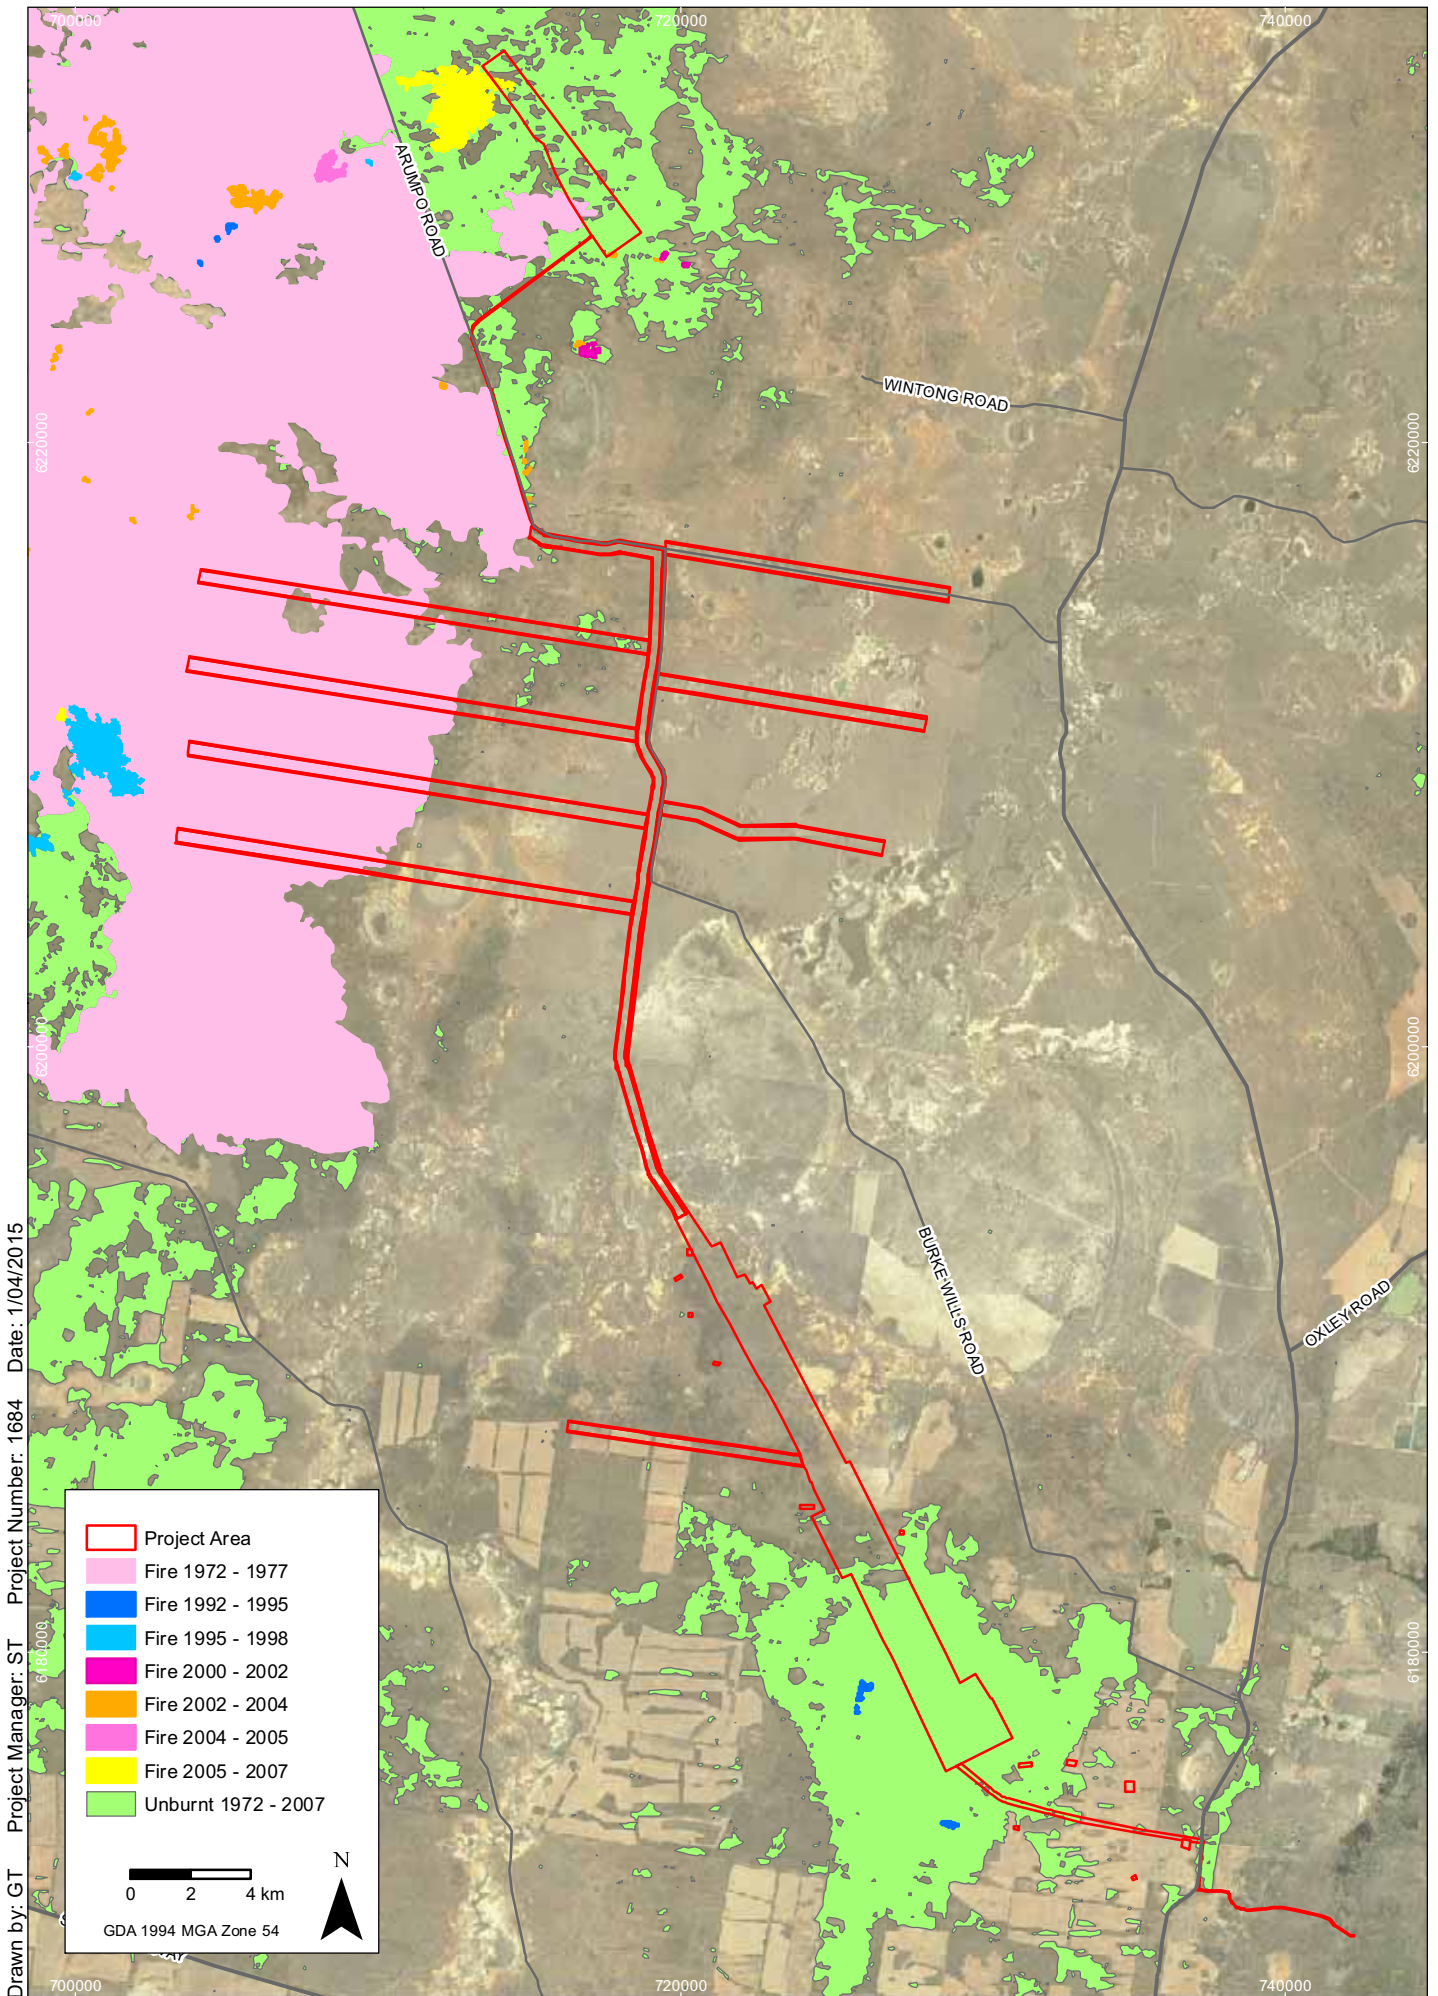 700000
720000
740000
ARUMPO ROAD
WINTONG ROAD
6220000
6220000
6200000
6200000
BURKE WILLS ROAD
OXLEY ROAD
6180000
6180000
Project Area
Fire 1972 - 1977
Fire 1992 - 1995
Fire 1995 - 1998
Fire 2000 - 2002
Fire 2002 - 2004
Fire 2004 - 2005
Fire 2005 - 2007
Unburnt 1972 - 2007
0 2 4 km
N
GDA 1994 MGA Zone 54
700000
720000
740000
Drawn by: GT Project Manager: ST Project Number: 1684 Date: 1/04/2015